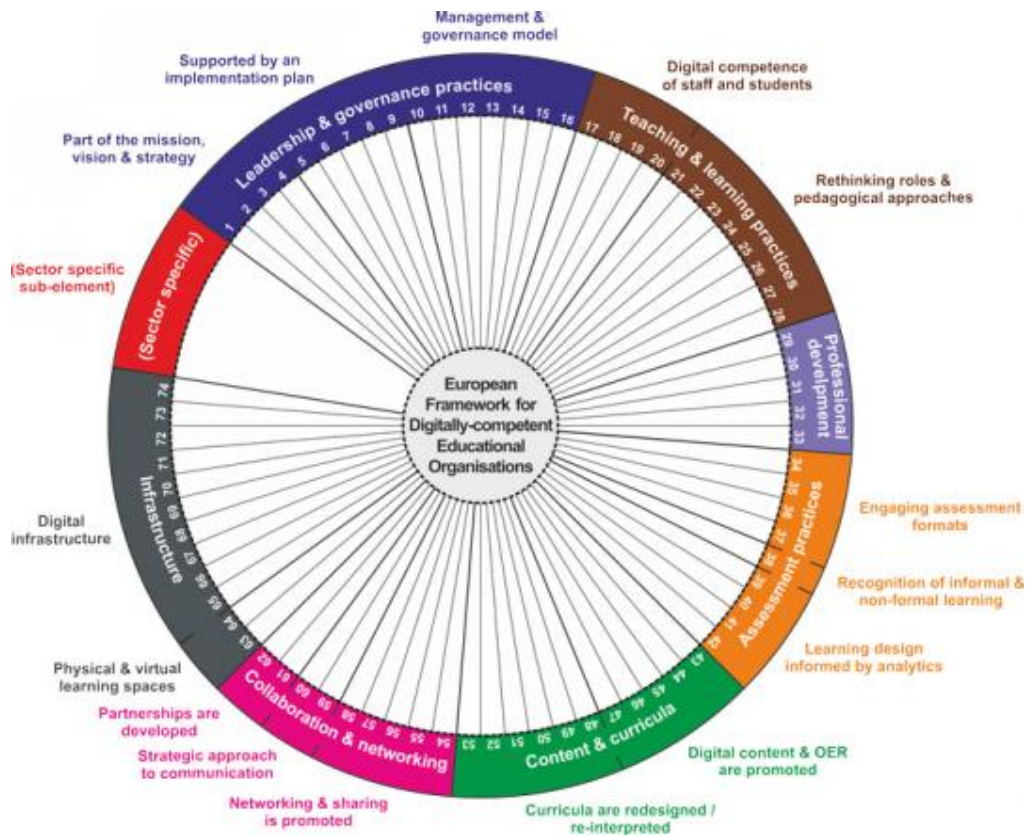 Management &
governance model
Supported by an
implementation plan
Part of the mission,
vision & strategy
Leadership & governance practices
1 2 3 4 5 6 7 8 9 10 11 12 13 14 15 16
Digital competence
of staff and students
Rethinking roles &
pedagogical approaches
Teaching & learning practices
17 18 19 20 21 22 23 24 25 26 27 28
Professional
develpment
29 30 31 32 33
Engaging assessment
formats
Recognition of informal &
non-formal learning
Learning design
informed by analytics
Assessment practices
34 35 36 37 38 39 40 41 42
Digital content & OER
are promoted
Curricula are redesigned /
re-interpreted
Content & curricula
43 44 45 46 47 48 49 50 51 52 53
Networking & sharing
is promoted
Strategic approach
to communication
Partnerships are
developed
Collaboration & networking
54 55 56 57 58 59 60 61 62
Physical & virtual
learning spaces
Digital
infrastructure
Infrastructure
63 64 65 66 67 68 69 70 71 72 73 74
(Sector specific
sub-element)
(Sector specific)
European
Framework for
Digitally-competent
Educational
Organisations